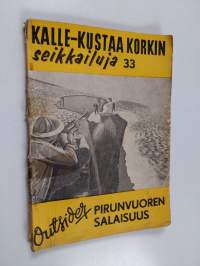 KALLE-KUSTAA KORKIN
seikkailuja 33
Outsider PIRUNVUOREN
SALAISUUS